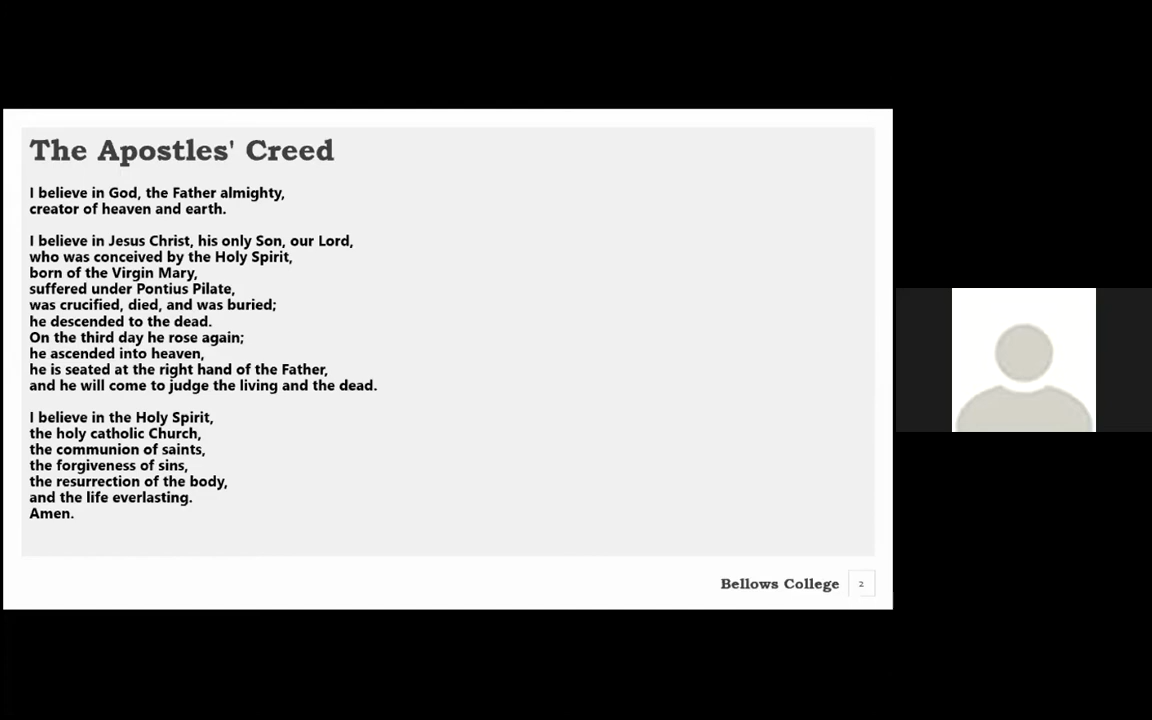 The Apostles' Creed
I believe in God, the Father almighty,
creator of heaven and earth.
I believe in Jesus Christ, his only Son, our Lord,
who was conceived by the Holy Spirit,
born of the Virgin Mary,
suffered under Pontius Pilate,
was crucified, died, and was buried;
he descended to the dead.
On the third day he rose again;
he ascended into heaven,
he is seated at the right hand of the Father,
and he will come to judge the living and the dead.
I believe in the Holy Spirit,
the holy catholic Church,
the communion of saints,
the forgiveness of sins,
the resurrection of the body,
and the life everlasting.
Amen.
Bellows College 2